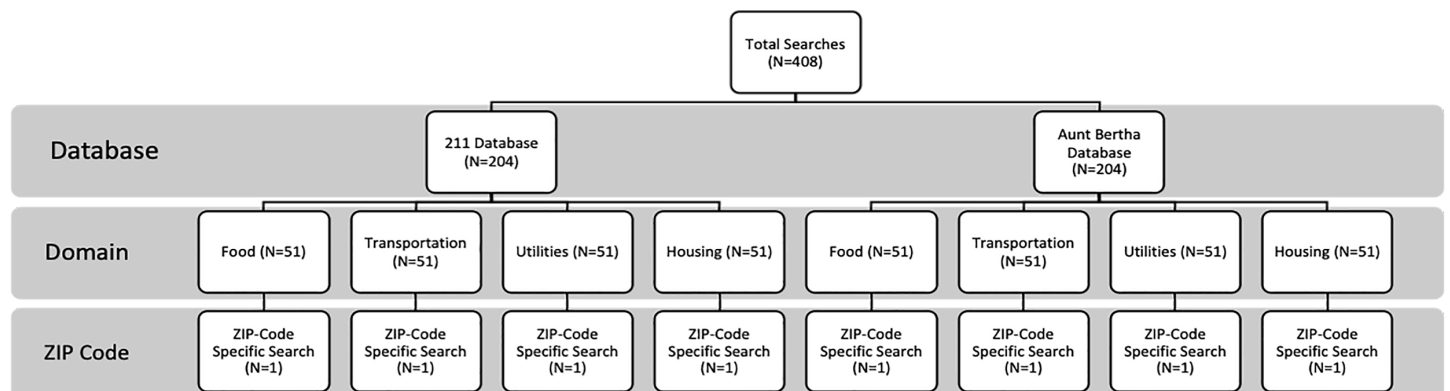 Total Searches
(N=408)
Database
211 Database
(N=204)
Aunt Bertha
Database
(N=204)
Domain
Food (N=51)
Transportation
(N=51)
Utilities (N=51)
Housing (N=51)
Food (N=51)
Transportation
(N=51)
Utilities (N=51)
Housing (N=51)
ZIP Code
ZIP-Code
Specific Search
(N=1)
ZIP-Code
Specific Search
(N=1)
ZIP-Code
Specific Search
(N=1)
ZIP-Code
Specific Search
(N=1)
ZIP-Code
Specific Search
(N=1)
ZIP-Code
Specific Search
(N=1)
ZIP-Code
Specific Search
(N=1)
ZIP-Code
Specific Search
(N=1)